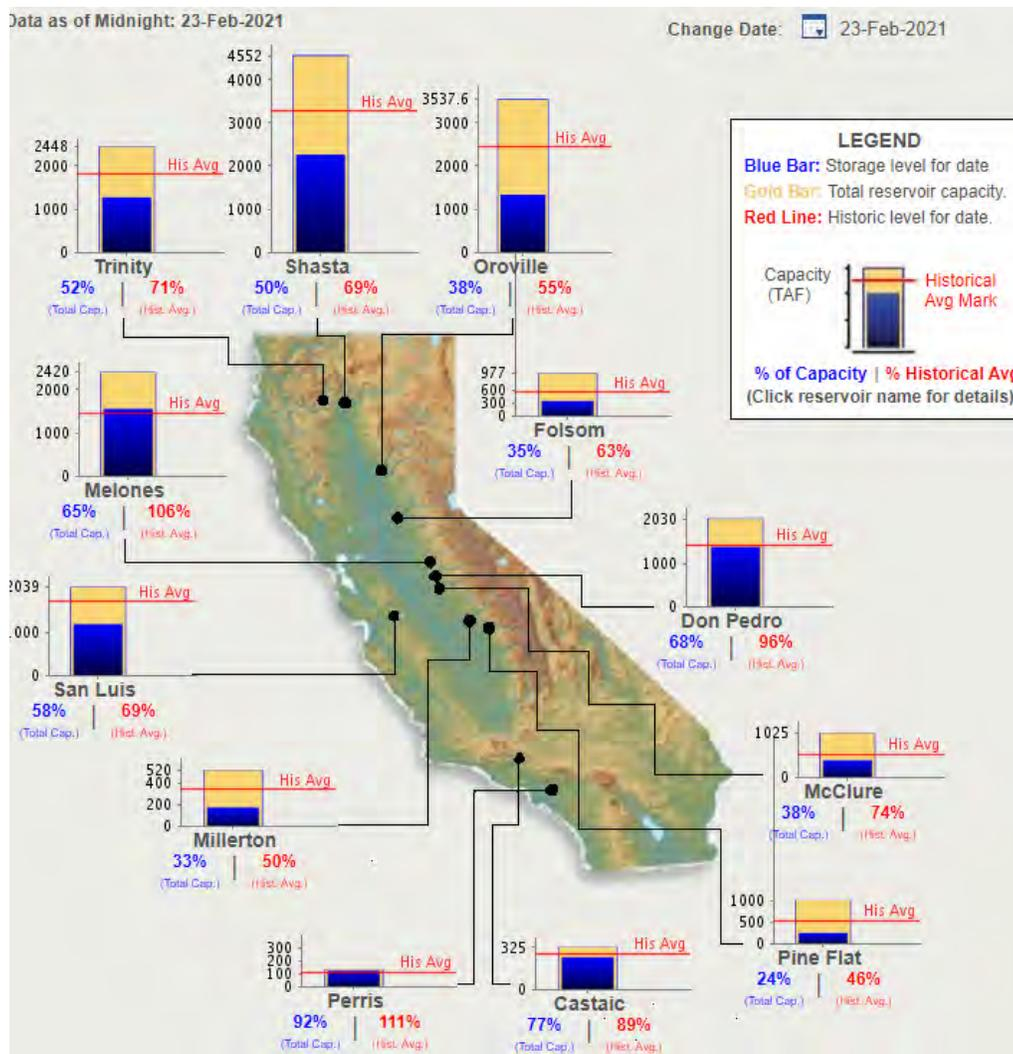 Data as of Midnight: 23-Feb-2021
Change Date: 23-Feb-2021
4552
4000
3000
2000
1000
0
His Avg
Shasta
50% | 69%
(Total Cap.) (Hist. Avg.)
3537.6
3000
2000
1000
0
His Avg
Oroville
38% | 55%
(Total Cap.) (Hist. Avg.)
2448
2000
1000
0
His Avg
Trinity
52% | 71%
(Total Cap.) (Hist. Avg.)
LEGEND
Blue Bar: Storage level for date
Gold Bar: Total reservoir capacity.
Red Line: Historic level for date.
Capacity
(TAF)
Historical
Avg Mark
% of Capacity | % Historical Avg
(Click reservoir name for details)
2420
2000
1000
0
His Avg
Melones
65% | 106%
(Total Cap.) (Hist. Avg.)
977
600
300
0
His Avg
Folsom
35% | 63%
(Total Cap.) (Hist. Avg.)
2030
1000
0
His Avg
Don Pedro
68% | 96%
(Total Cap.) (Hist. Avg.)
2039
1000
0
His Avg
San Luis
58% | 69%
(Total Cap.) (Hist. Avg.)
1025
0
His Avg
McClure
38% | 74%
(Total Cap.) (Hist. Avg.)
520
400
200
0
His Avg
Millerton
33% | 50%
(Total Cap.) (Hist. Avg.)
1000
500
0
His Avg
Pine Flat
24% | 46%
(Total Cap.) (Hist. Avg.)
300
200
100
0
His Avg
Perris
92% | 111%
(Total Cap.) (Hist. Avg.)
325
0
His Avg
Castaic
77% | 89%
(Total Cap.) (Hist. Avg.)